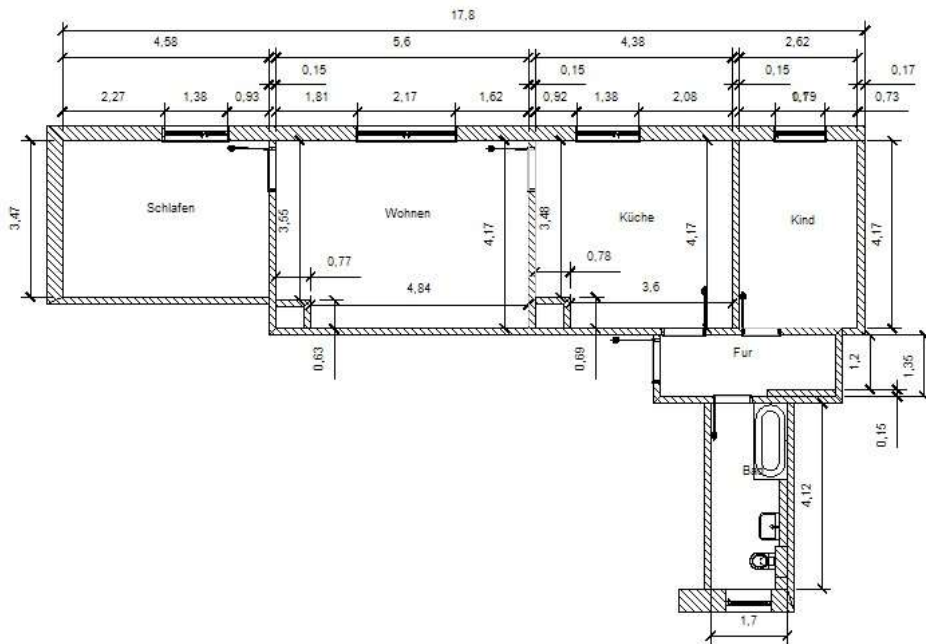 17,8
4,58 5,6 4,38 2,62
0,15 0,15 0,15 0,17
2,27 1,38 0,93 1,81 2,17 1,62 0,92 1,38 2,08 0,73
3,47 Schlafen 3,55 Wohnen 4,17 3,48 Küche 4,17 Kind 4,17
0,77 0,78
4,84 3,6
0,63 0,69 Fur 1,2 1,35
0,15
Bad 4,12
1,7